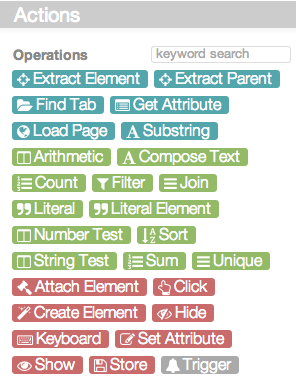 Actions
Operations keyword search
Extract Element Extract Parent
Find Tab Get Attribute
Load Page Substring
Arithmetic Compose Text
Count Filter Join
Literal Literal Element
Number Test Sort
String Test Sum Unique
Attach Element Click
Create Element Hide
Keyboard Set Attribute
Show Store Trigger